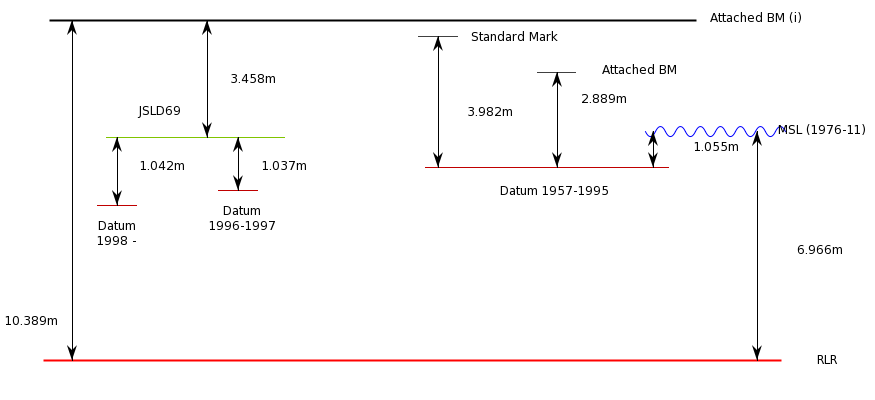 Attached BM (i)
Standard Mark
3.458m
Attached BM
JSLD69
3.982m
2.889m
MSL (1976-11)
1.055m
1.042m
1.037m
Datum 1957-1995
Datum
1996-1997
Datum
1998 -
6.966m
10.389m
RLR